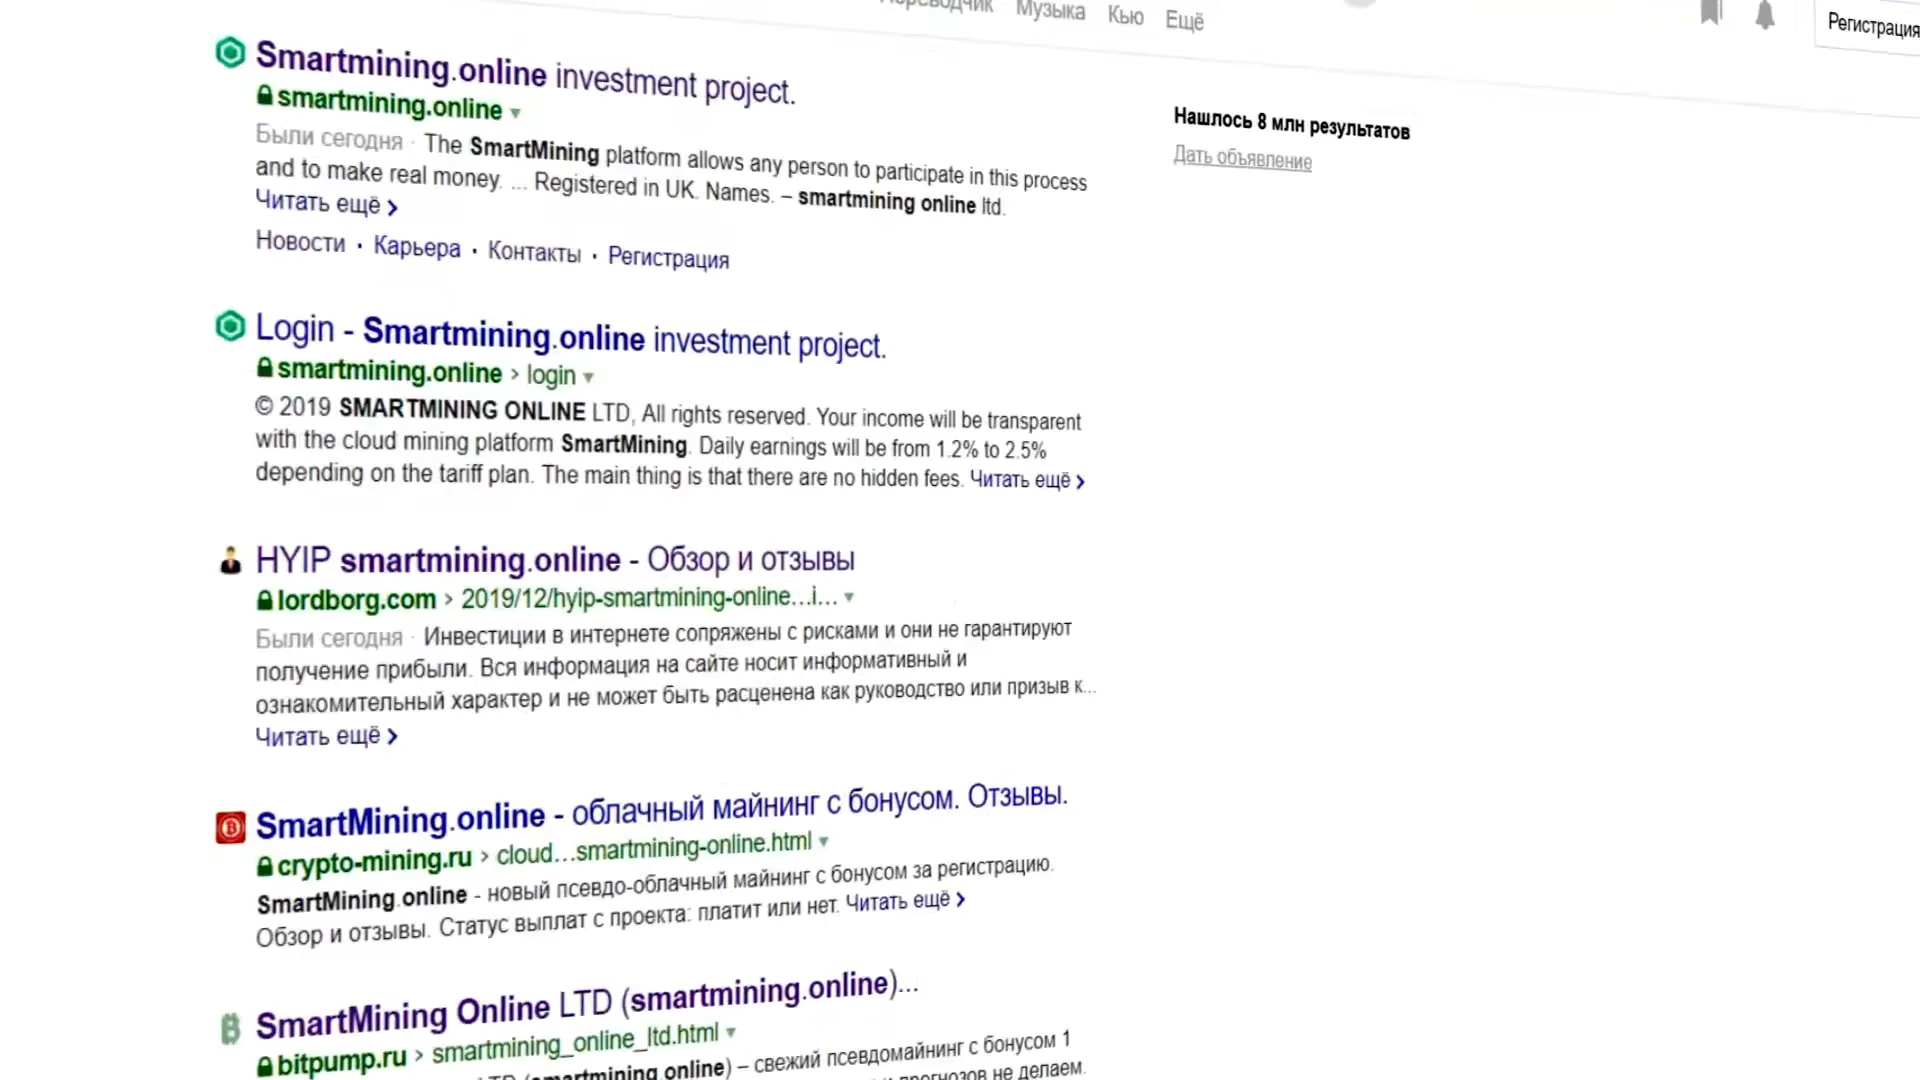 Музыка Кью Ещё
Регистрация
Smartmining.online investment project.
smartmining.online
Были сегодня · The SmartMining platform allows any person to participate in this process
and to make real money. ... Registered in UK. Names. – smartmining online ltd.
Читать ещё >
Новости · Карьера · Контакты · Регистрация
Нашлось 8 млн результатов
Дать объявление
Login - Smartmining.online investment project.
smartmining.online > login
© 2019 SMARTMINING ONLINE LTD, All rights reserved. Your income will be transparent
with the cloud mining platform SmartMining. Daily earnings will be from 1.2% to 2.5%
depending on the tariff plan. The main thing is that there are no hidden fees. Читать ещё >
HYIP smartmining.online - Обзор и отзывы
lordborg.com > 2019/12/hyip-smartmining-online...i...
Были сегодня · Инвестиции в интернете сопряжены с рисками и они не гарантируют
получение прибыли. Вся информация на сайте носит информативный и
ознакомительный характер и не может быть расценена как руководство или призыв к...
Читать ещё >
SmartMining.online - облачный майнинг с бонусом. Отзывы.
crypto-mining.ru > cloud...smartmining-online.html
SmartMining.online - новый псевдо-облачный майнинг с бонусом за регистрацию.
Обзор и отзывы. Статус выплат с проекта: платит или нет. Читать ещё >
SmartMining Online LTD (smartmining.online)...
bitpump.ru > smartmining_online_ltd.html
(smartmining.online) – свежий псевдомайнинг с бонусом 1
прогнозов не делаем.